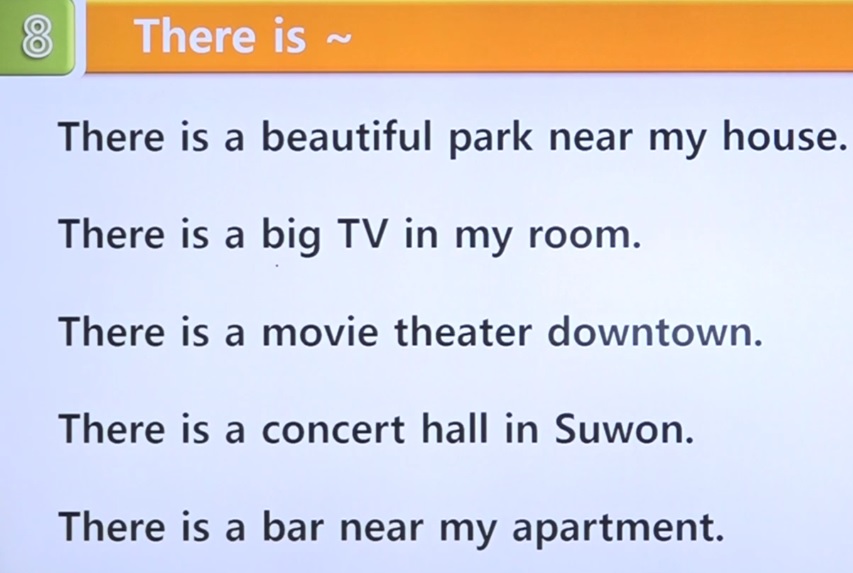 8 There is ~
There is a beautiful park near my house.
There is a big TV in my room.
There is a movie theater downtown.
There is a concert hall in Suwon.
There is a bar near my apartment.